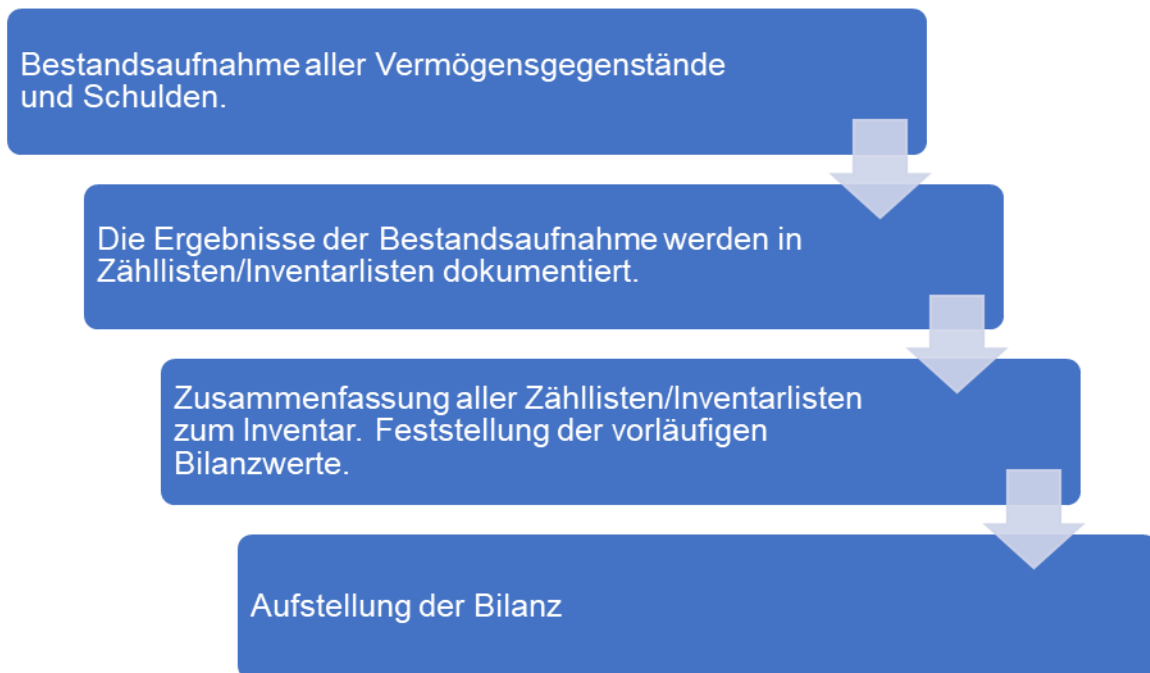 Bestandsaufnahme aller Vermögensgegenstände
und Schulden.
Die Ergebnisse der Bestandsaufnahme werden in
Zähllisten/Inventarlisten dokumentiert.
Zusammenfassung aller Zähllisten/Inventarlisten
zum Inventar. Feststellung der vorläufigen
Bilanzwerte.
Aufstellung der Bilanz